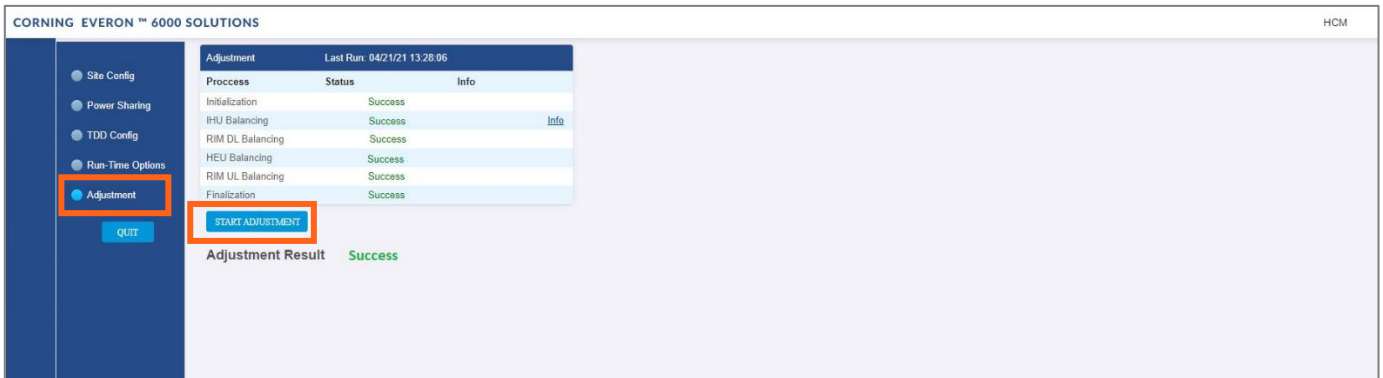 CORNING EVERON ™ 6000 SOLUTIONS
HCM
Site Config
Power Sharing
TDD Config
Run-Time Options
Adjustment
QUIT
Adjustment Last Run: 04/21/21 13:28:06
Proccess Status Info
Initialization Success
IHU Balancing Success Info
RIM DL Balancing Success
HEU Balancing Success
RIM UL Balancing Success
Finalization Success
START ADJUSTMENT
Adjustment Result Success